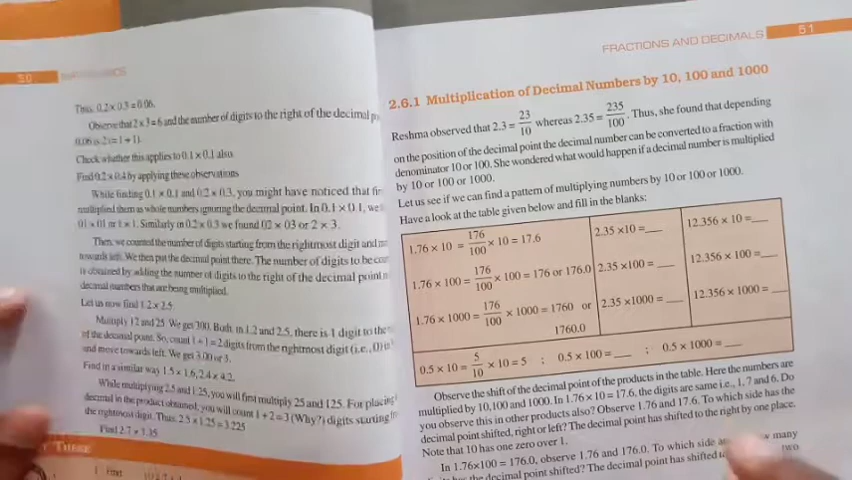 50
MATHEMATICS
Thus, 0.2 × 0.3 = 0.06.
Observe that 2 × 3 = 6 and the number of digits to the right of the decimal
0.06 is 2 (= 1 + 1).
Check whether this applies to 0.1 × 0.1 also.
Find 0.2 × 0.4 by applying these observations.
While finding 0.1 × 0.1 and 0.2 × 0.3, you might have noticed that
multiplied them as whole numbers ignoring the decimal point. In 0.1 × 0.1, we
01 × 01 or 1 × 1. Similarly in 0.2 × 0.3 we found 02 × 03 or 2 × 3.
Then, we counted the number of digits starting from the rightmost digit and
towards left. We then put the decimal point there. The number of digits to be
is obtained by adding the number of digits to the right of the decimal point
decimal numbers that are being multiplied.
Let us now find 1.2 × 2.5.
Multiply 12 and 25. We get 300. Both, in 1.2 and 2.5, there is 1 digit to the
of the decimal point. So, count 1 + 1 = 2 digits from the rightmost digit (i.e., 0) in
and move towards left. We get 3.00 or 3.
Find in a similar way 1.5 × 1.6, 2.4 × 4.2.
While multiplying 2.5 and 1.25, you will first multiply 25 and 125. For placing
decimal in the product obtained, you will count 1 + 2 = 3 (Why?) digits starting
the rightmost digit. Thus, 2.5 × 1.25 = 3.225
Find 2.7 × 1.35
THESE
1. Find
FRACTIONS AND DECIMALS
51
2.6.1 Multiplication of Decimal Numbers by 10, 100 and 1000
Reshma observed that 2.3 = 23/10 whereas 2.35 = 235/100. Thus, she found that depending
on the position of the decimal point the decimal number can be converted to a fraction with
denominator 10 or 100. She wondered what would happen if a decimal number is multiplied
by 10 or 100 or 1000.
Let us see if we can find a pattern of multiplying numbers by 10 or 100 or 1000.
Have a look at the table given below and fill in the blanks:
1.76 × 10 = 176/100 × 10 = 17.6
2.35 ×10 =___
12.356 × 10 =___
1.76 × 100 = 176/100 × 100 = 176 or 176.0
2.35 ×100 =___
12.356 × 100 =___
1.76 × 1000 = 176/100 × 1000 = 1760 or
1760.0
2.35 ×1000 =___
12.356 × 1000 =___
0.5 × 10 = 5/10 × 10 = 5 ; 0.5 × 100 =___ ; 0.5 × 1000 =___
Observe the shift of the decimal point of the products in the table. Here the numbers are
multiplied by 10,100 and 1000. In 1.76 × 10 = 17.6, the digits are same i.e., 1, 7 and 6. Do
you observe this in other products also? Observe 1.76 and 17.6. To which side has the
decimal point shifted, right or left? The decimal point has shifted to the right by one place.
Note that 10 has one zero over 1.
In 1.76×100 = 176.0, observe 1.76 and 176.0. To which side many
has the decimal point shifted? The decimal point has shifted two